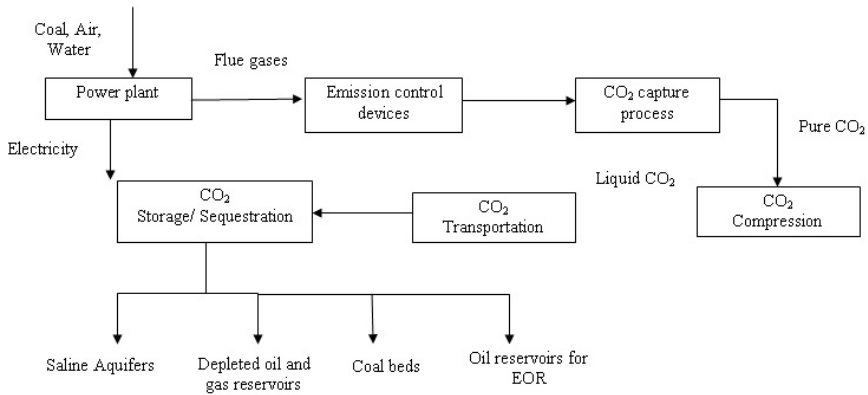 Coal, Air,
Water
Flue gases
Power plant
Emission control
devices
CO₂ capture
process
Pure CO₂
Electricity
Liquid CO₂
CO₂
Storage/ Sequestration
CO₂
Transportation
CO₂
Compression
Saline Aquifers
Depleted oil and
gas reservoirs
Coal beds
Oil reservoirs for
EOR